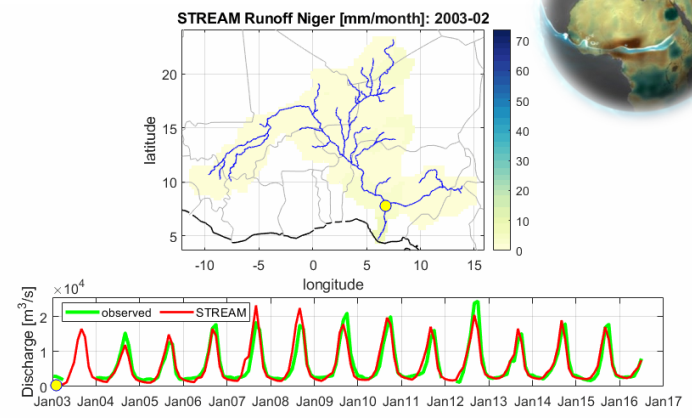 STREAM Runoff Niger [mm/month]: 2003-02
latitude
20
15
10
5
-10 -5 0 5 10 15
longitude
70
60
50
40
30
20
10
0
×10⁴
Discharge [m³/s]
2
1
0
observed STREAM
Jan03 Jan04 Jan05 Jan06 Jan07 Jan08 Jan09 Jan10 Jan11 Jan12 Jan13 Jan14 Jan15 Jan16 Jan17